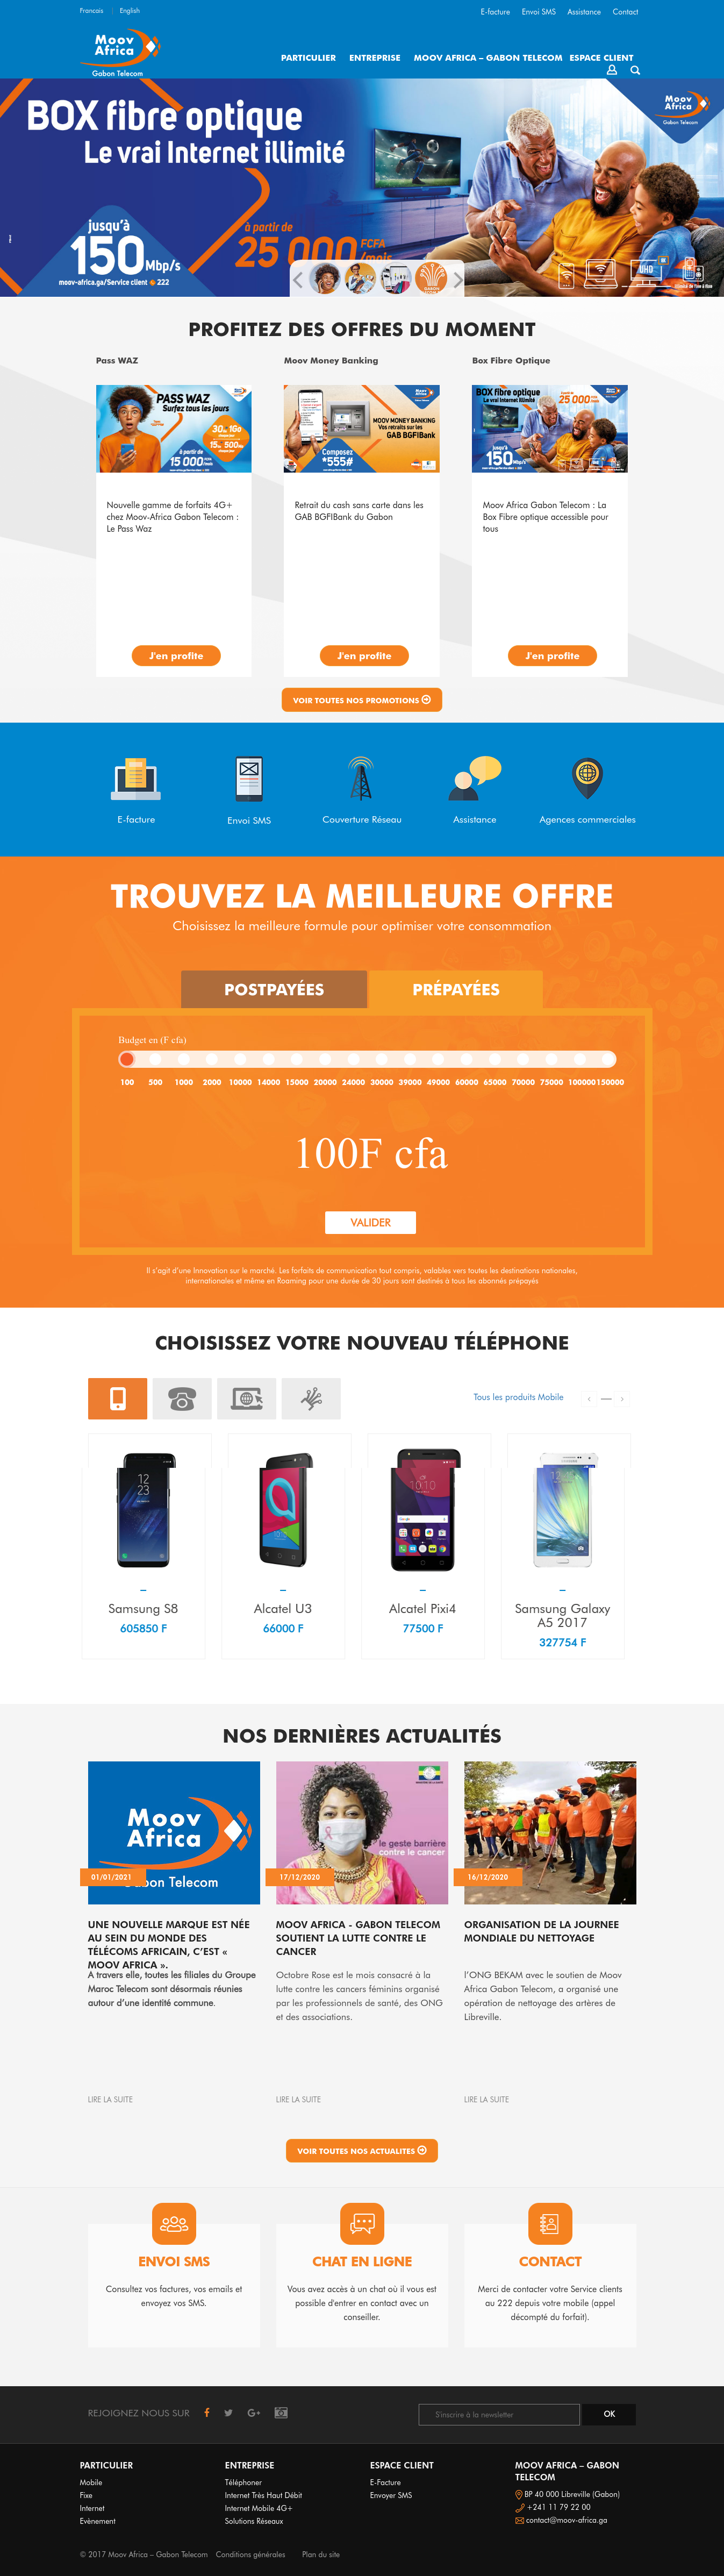 Francais English
E-facture Envoi SMS Assistance Contact
Moov
Africa
Gabon Telecom
PARTICULIER ENTREPRISE MOOV AFRICA – GABON TELECOM ESPACE CLIENT
BOX fibre optique
Le vrai Internet illimité
Moov
Africa
Gabon Telecom
jusqu'à
150 Mbp/s
à partir de
25 000 FCFA
/mois
moov-africa.ga/Service client 222
UHD
PROFITEZ DES OFFRES DU MOMENT
Pass WAZ
Moov Money Banking
Box Fibre Optique
PASS WAZ
Surfez tous les jours
à partir de
15 000
MOOV MONEY BANKING
Vos retraits sur les
GAB BGFIBank
Composez
*555#
BOX fibre optique
Le vrai Internet illimité
25 000
jusqu'à
150
Nouvelle gamme de forfaits 4G+
chez Moov-Africa Gabon Telecom :
Le Pass Waz
Retrait du cash sans carte dans les
GAB BGFIBank du Gabon
Moov Africa Gabon Telecom : La
Box Fibre optique accessible pour
tous
J'en profite
J'en profite
J'en profite
VOIR TOUTES NOS PROMOTIONS
E-facture
Envoi SMS
Couverture Réseau
Assistance
Agences commerciales
TROUVEZ LA MEILLEURE OFFRE
Choisissez la meilleure formule pour optimiser votre consommation
POSTPAYÉES
PRÉPAYÉES
Budget en (F cfa)
100 500 1000 2000 10000 14000 15000 20000 24000 30000 39000 49000 60000 65000 70000 75000 100000 150000
100F cfa
VALIDER
Il s'agit d'une Innovation sur le marché. Les forfaits de communication tout compris, valables vers toutes les destinations nationales,
internationales et même en Roaming pour une durée de 30 jours sont destinés à tous les abonnés prépayés
CHOISISSEZ VOTRE NOUVEAU TÉLÉPHONE
Tous les produits Mobile
12
23
10:10
Samsung S8
605850 F
Alcatel U3
66000 F
Alcatel Pixi4
77500 F
Samsung Galaxy
A5 2017
327754 F
NOS DERNIÈRES ACTUALITÉS
Moov
Africa
Gabon Telecom
le geste barrière
contre le cancer
01/01/2021
17/12/2020
16/12/2020
UNE NOUVELLE MARQUE EST NÉE
AU SEIN DU MONDE DES
TÉLÉCOMS AFRICAIN, C'EST «
MOOV AFRICA ».
A travers elle, toutes les filiales du Groupe
Maroc Telecom sont désormais réunies
autour d'une identité commune.
LIRE LA SUITE
MOOV AFRICA - GABON TELECOM
SOUTIENT LA LUTTE CONTRE LE
CANCER
Octobre Rose est le mois consacré à la
lutte contre les cancers féminins organisé
par les professionnels de santé, des ONG
et des associations.
LIRE LA SUITE
ORGANISATION DE LA JOURNEE
MONDIALE DU NETTOYAGE
l'ONG BEKAM avec le soutien de Moov
Africa Gabon Telecom, a organisé une
opération de nettoyage des artères de
Libreville.
LIRE LA SUITE
VOIR TOUTES NOS ACTUALITES
ENVOI SMS
Consultez vos factures, vos emails et
envoyez vos SMS.
CHAT EN LIGNE
Vous avez accès à un chat où il vous est
possible d'entrer en contact avec un
conseiller.
CONTACT
Merci de contacter votre Service clients
au 222 depuis votre mobile (appel
décompté du forfait).
REJOIGNEZ NOUS SUR
S'inscrire à la newsletter
OK
PARTICULIER
Mobile
Fixe
Internet
Evènement
ENTREPRISE
Téléphoner
Internet Très Haut Débit
Internet Mobile 4G+
Solutions Réseaux
ESPACE CLIENT
E-Facture
Envoyer SMS
MOOV AFRICA – GABON
TELECOM
BP 40 000 Libreville (Gabon)
+241 11 79 22 00
contact@moov-africa.ga
© 2017 Moov Africa – Gabon Telecom Conditions générales Plan du site